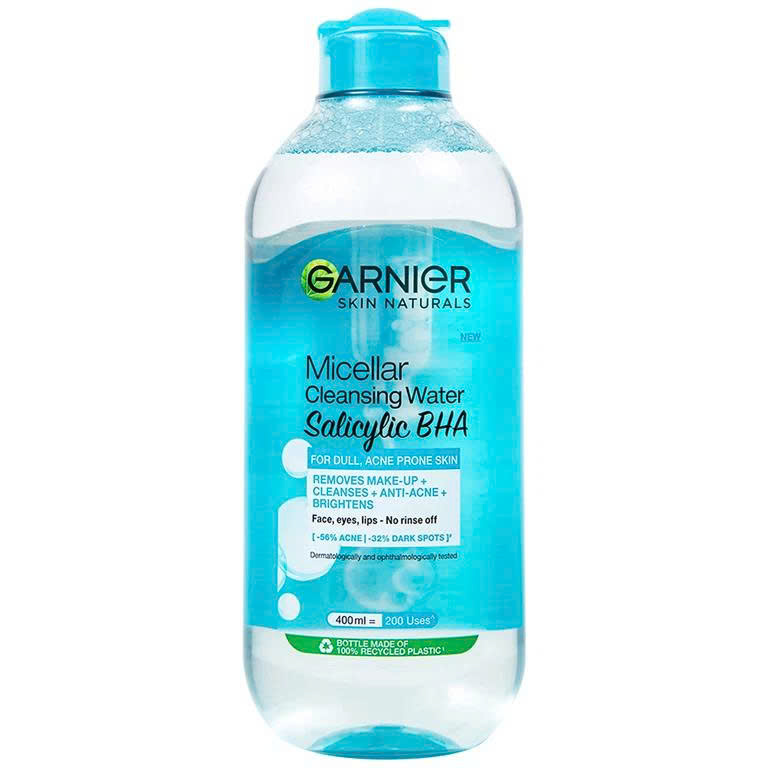 GARNIER
SKIN NATURALS
NEW
Micellar
Cleansing Water
Salicylic BHA
FOR DULL, ACNE PRONE SKIN
REMOVES MAKE-UP +
CLEANSES + ANTI-ACNE +
BRIGHTENS
Face, eyes, lips - No rinse off
[ -56% ACNE | -32% DARK SPOTS ]²
Dermatologically and ophthalmologically tested
400ml = 200 Uses^
BOTTLE MADE OF
100% RECYCLED PLASTIC¹